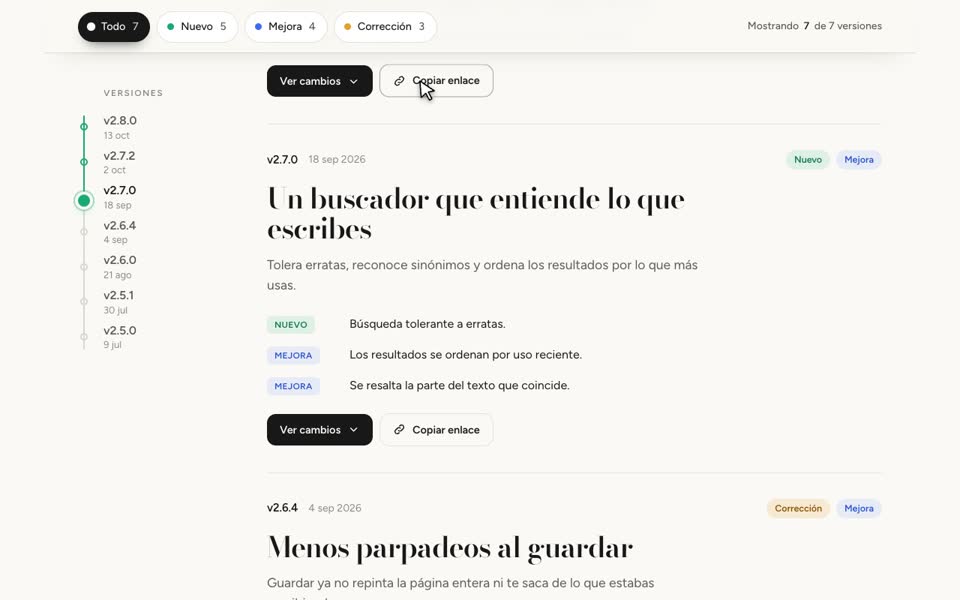 Todo 7 Nuevo 5 Mejora 4 Corrección 3 Mostrando 7 de 7 versiones
Ver cambios Copiar enlace
VERSIONES
v2.8.0
13 oct
v2.7.2
2 oct
v2.7.0
18 sep
v2.6.4
4 sep
v2.6.0
21 ago
v2.5.1
30 jul
v2.5.0
9 jul
v2.7.0 18 sep 2026 Nuevo Mejora
Un buscador que entiende lo que
escribes
Tolera erratas, reconoce sinónimos y ordena los resultados por lo que más
usas.
NUEVO Búsqueda tolerante a erratas.
MEJORA Los resultados se ordenan por uso reciente.
MEJORA Se resalta la parte del texto que coincide.
Ver cambios Copiar enlace
v2.6.4 4 sep 2026 Corrección Mejora
Menos parpadeos al guardar
Guardar ya no repinta la página entera ni te saca de lo que estabas